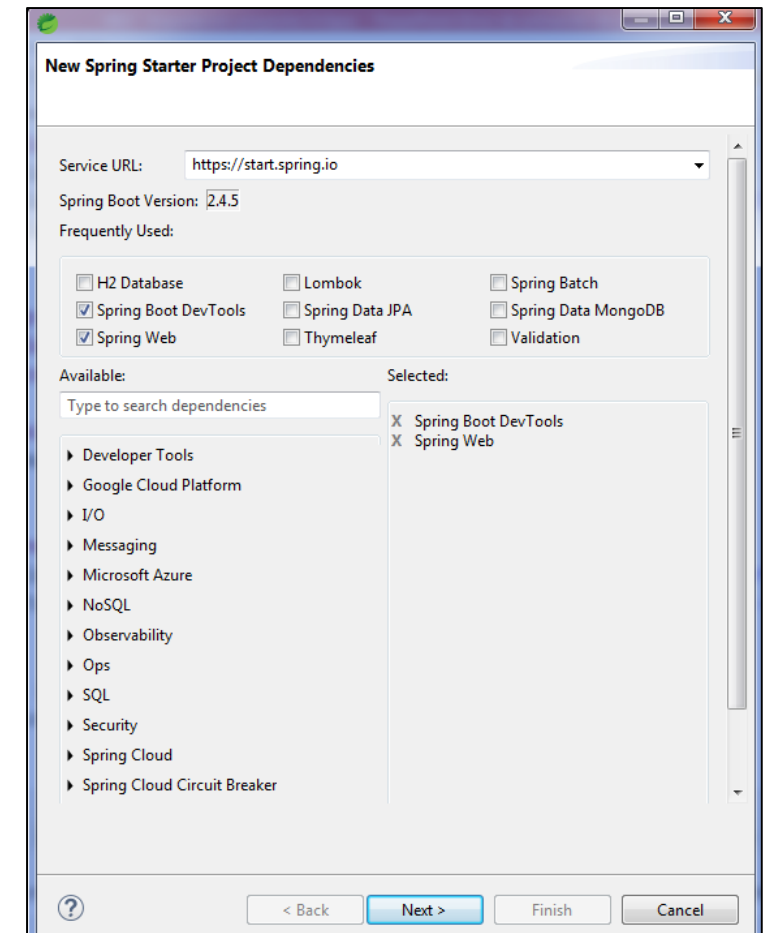 New Spring Starter Project Dependencies
Service URL: https://start.spring.io
Spring Boot Version: 2.4.5
Frequently Used:
H2 Database Lombok Spring Batch
Spring Boot DevTools Spring Data JPA Spring Data MongoDB
Spring Web Thymeleaf Validation
Available: Selected:
Type to search dependencies
X Spring Boot DevTools
X Spring Web
Developer Tools
Google Cloud Platform
I/O
Messaging
Microsoft Azure
NoSQL
Observability
Ops
SQL
Security
Spring Cloud
Spring Cloud Circuit Breaker
? < Back Next > Finish Cancel